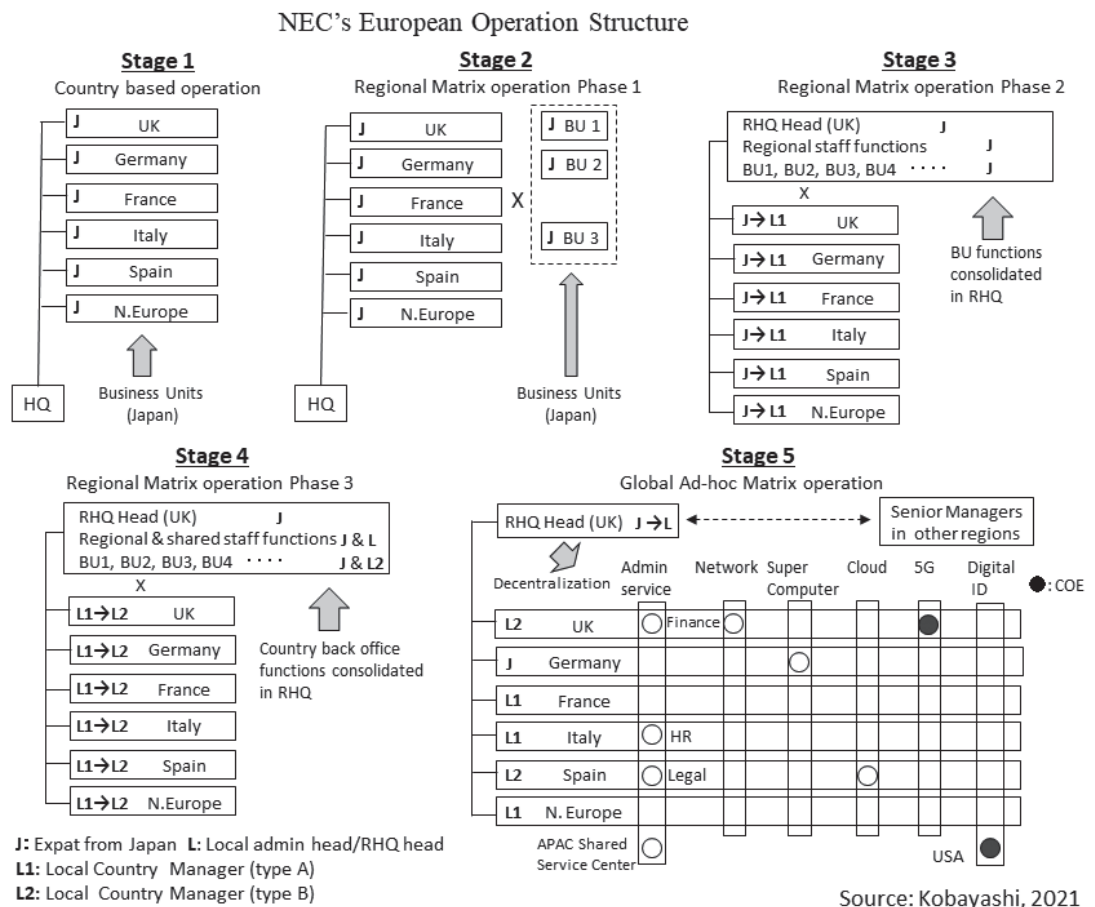 NEC's European Operation Structure
Stage 1
Country based operation
J UK
J Germany
J France
J Italy
J Spain
J N.Europe
HQ
Business Units
(Japan)
Stage 2
Regional Matrix operation Phase 1
J UK
J Germany
J France
J Italy
J Spain
J N.Europe
X
J BU 1
J BU 2
J BU 3
HQ
Business Units
(Japan)
Stage 3
Regional Matrix operation Phase 2
RHQ Head (UK) J
Regional staff functions J
BU1, BU2, BU3, BU4 ···· J
X
J→L1 UK
J→L1 Germany
J→L1 France
J→L1 Italy
J→L1 Spain
J→L1 N.Europe
BU functions
consolidated
in RHQ
Stage 4
Regional Matrix operation Phase 3
RHQ Head (UK) J
Regional & shared staff functions J & L
BU1, BU2, BU3, BU4 ···· J & L2
X
L1→L2 UK
L1→L2 Germany
L1→L2 France
L1→L2 Italy
L1→L2 Spain
L1→L2 N.Europe
Country back office
functions consolidated
in RHQ
Stage 5
Global Ad-hoc Matrix operation
RHQ Head (UK) J→L
Senior Managers
in other regions
Decentralization
Admin
service
Network
Super
Computer
Cloud
5G
Digital
ID
:COE
L2 UK Finance
J Germany
L1 France
L1 Italy HR
L2 Spain Legal
L1 N. Europe
APAC Shared
Service Center
USA
J: Expat from Japan L: Local admin head/RHQ head
L1: Local Country Manager (type A)
L2: Local Country Manager (type B)
Source: Kobayashi, 2021